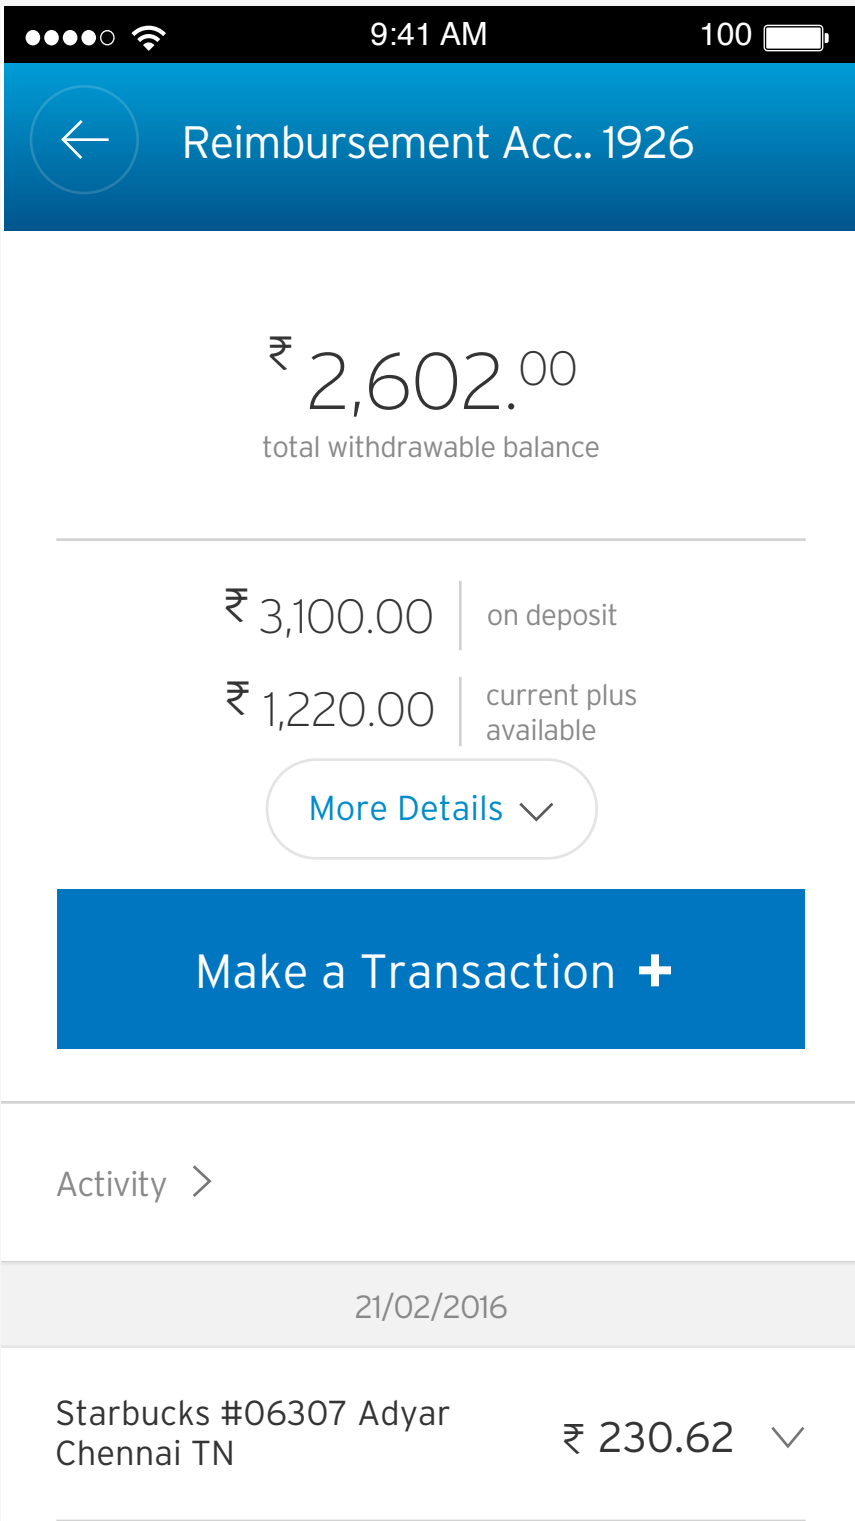 9:41 AM 100
Reimbursement Acc.. 1926
₹ 2,602.00
total withdrawable balance
₹ 3,100.00 on deposit
₹ 1,220.00 current plus
available
More Details
Make a Transaction +
Activity >
21/02/2016
Starbucks #06307 Adyar
Chennai TN
₹ 230.62